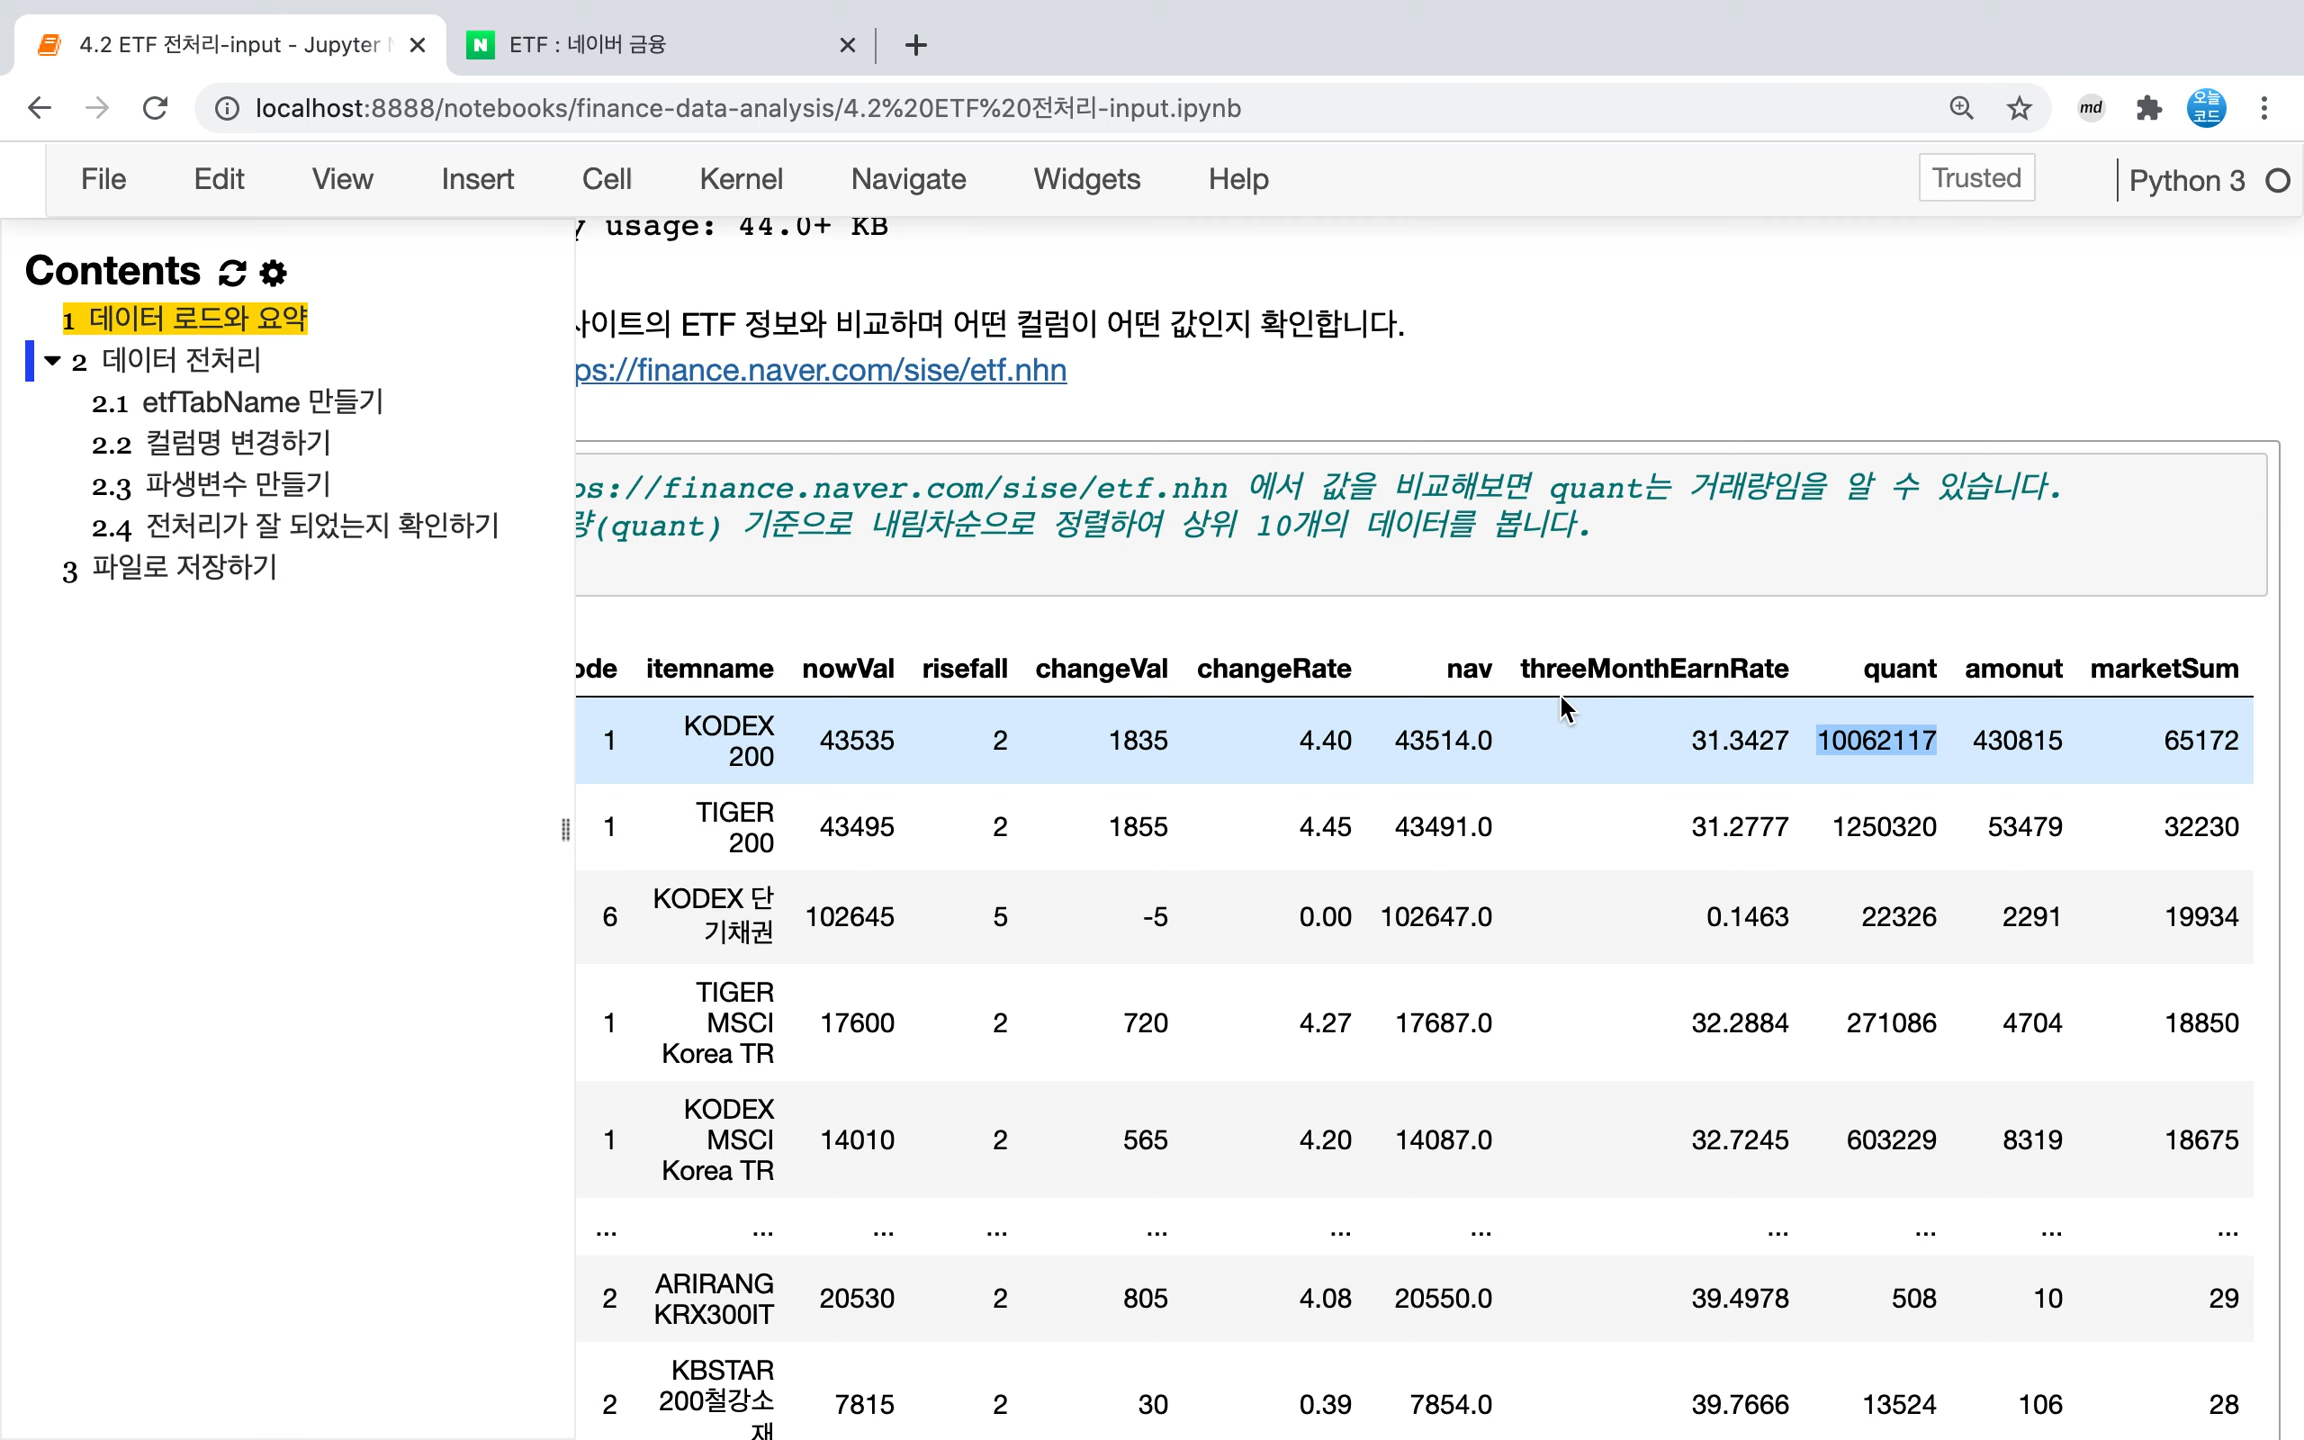 4.2 ETF 전처리-input - Jupyter
ETF : 네이버 금융
localhost:8888/notebooks/finance-data-analysis/4.2%20ETF%20전처리-input.ipynb
md
오늘
코드
File Edit View Insert Cell Kernel Navigate Widgets Help Trusted Python 3
usage: 44.0+ KB
Contents
1 데이터 로드와 요약
2 데이터 전처리
2.1 etfTabName 만들기
2.2 컬럼명 변경하기
2.3 파생변수 만들기
2.4 전처리가 잘 되었는지 확인하기
3 파일로 저장하기
사이트의 ETF 정보와 비교하며 어떤 컬럼이 어떤 값인지 확인합니다.
ps://finance.naver.com/sise/etf.nhn
ps://finance.naver.com/sise/etf.nhn 에서 값을 비교해보면 quant는 거래량임을 알 수 있습니다.
량(quant) 기준으로 내림차순으로 정렬하여 상위 10개의 데이터를 봅니다.
ode itemname nowVal risefall changeVal changeRate nav threeMonthEarnRate quant amonut marketSum
1 KODEX 200 43535 2 1835 4.40 43514.0 31.3427 10062117 430815 65172
1 TIGER 200 43495 2 1855 4.45 43491.0 31.2777 1250320 53479 32230
6 KODEX 단기채권 102645 5 -5 0.00 102647.0 0.1463 22326 2291 19934
1 TIGER MSCI Korea TR 17600 2 720 4.27 17687.0 32.2884 271086 4704 18850
1 KODEX MSCI Korea TR 14010 2 565 4.20 14087.0 32.7245 603229 8319 18675
... ... ... ... ... ... ... ... ... ... ...
2 ARIRANG KRX300IT 20530 2 805 4.08 20550.0 39.4978 508 10 29
2 KBSTAR 200철강소재 7815 2 30 0.39 7854.0 39.7666 13524 106 28